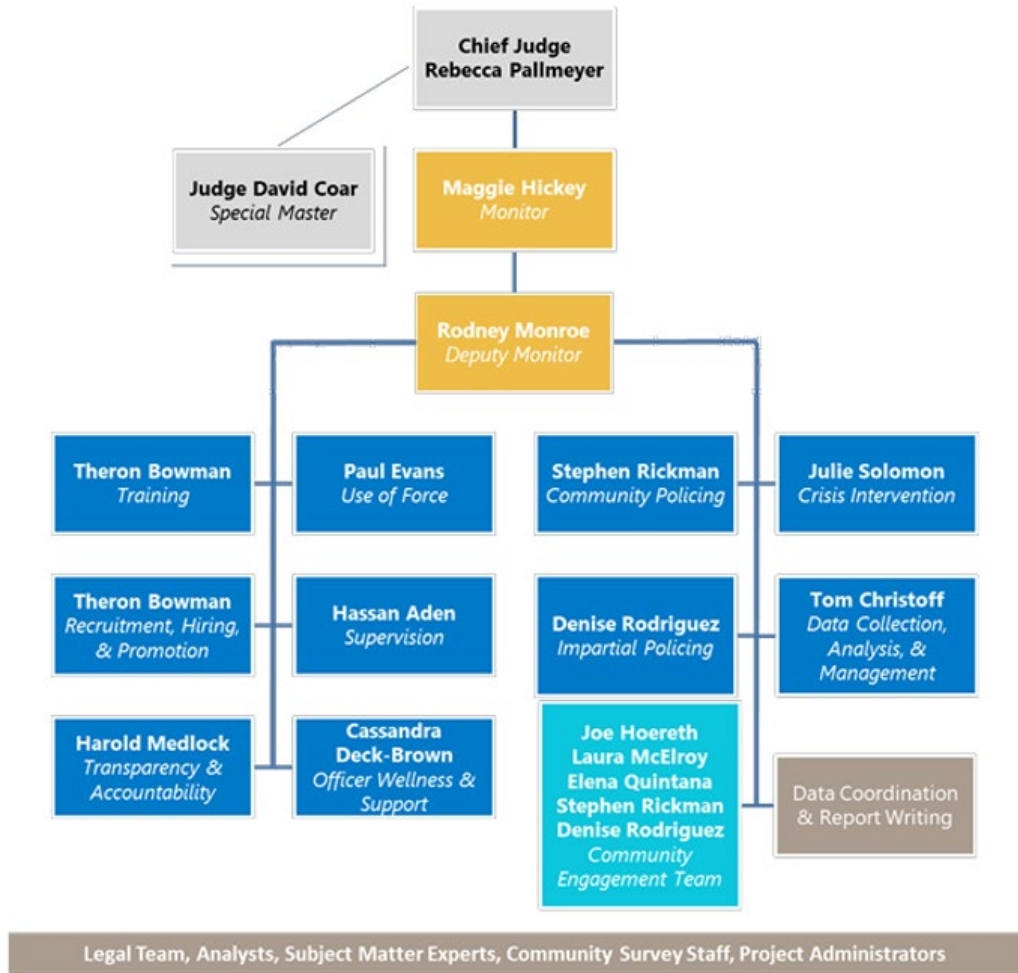 Chief Judge
Rebecca Pallmeyer
Judge David Coar
Special Master
Maggie Hickey
Monitor
Rodney Monroe
Deputy Monitor
Theron Bowman
Training
Paul Evans
Use of Force
Stephen Rickman
Community Policing
Julie Solomon
Crisis Intervention
Theron Bowman
Recruitment, Hiring,
& Promotion
Hassan Aden
Supervision
Denise Rodriguez
Impartial Policing
Tom Christoff
Data Collection,
Analysis, &
Management
Harold Medlock
Transparency &
Accountability
Cassandra
Deck-Brown
Officer Wellness &
Support
Joe Hoereth
Laura McElroy
Elena Quintana
Stephen Rickman
Denise Rodriguez
Community
Engagement Team
Data Coordination
& Report Writing
Legal Team, Analysts, Subject Matter Experts, Community Survey Staff, Project Administrators